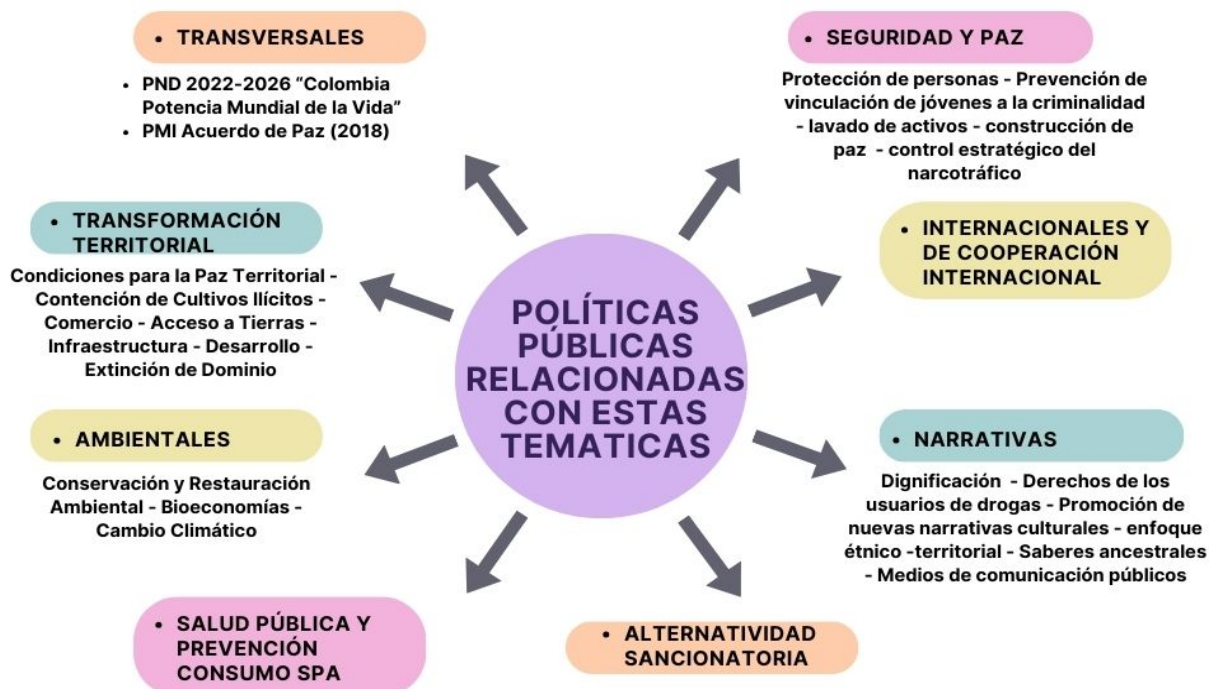 • TRANSVERSALES
• PND 2022-2026 “Colombia
Potencia Mundial de la Vida”
• PMI Acuerdo de Paz (2018)
• SEGURIDAD Y PAZ
Protección de personas - Prevención de
vinculación de jóvenes a la criminalidad
- lavado de activos - construcción de
paz - control estratégico del
narcotráfico
• TRANSFORMACIÓN
TERRITORIAL
Condiciones para la Paz Territorial -
Contención de Cultivos Ilícitos -
Comercio - Acceso a Tierras -
Infraestructura - Desarrollo -
Extinción de Dominio
• INTERNACIONALES Y
DE COOPERACIÓN
INTERNACIONAL
POLÍTICAS
PÚBLICAS
RELACIONADAS
CON ESTAS
TEMATICAS
• AMBIENTALES
Conservación y Restauración
Ambiental - Bioeconomías -
Cambio Climático
• NARRATIVAS
Dignificación - Derechos de los
usuarios de drogas - Promoción de
nuevas narrativas culturales - enfoque
étnico -territorial - Saberes ancestrales
- Medios de comunicación públicos
• SALUD PÚBLICA Y
PREVENCIÓN
CONSUMO SPA
• ALTERNATIVIDAD
SANCIONATORIA